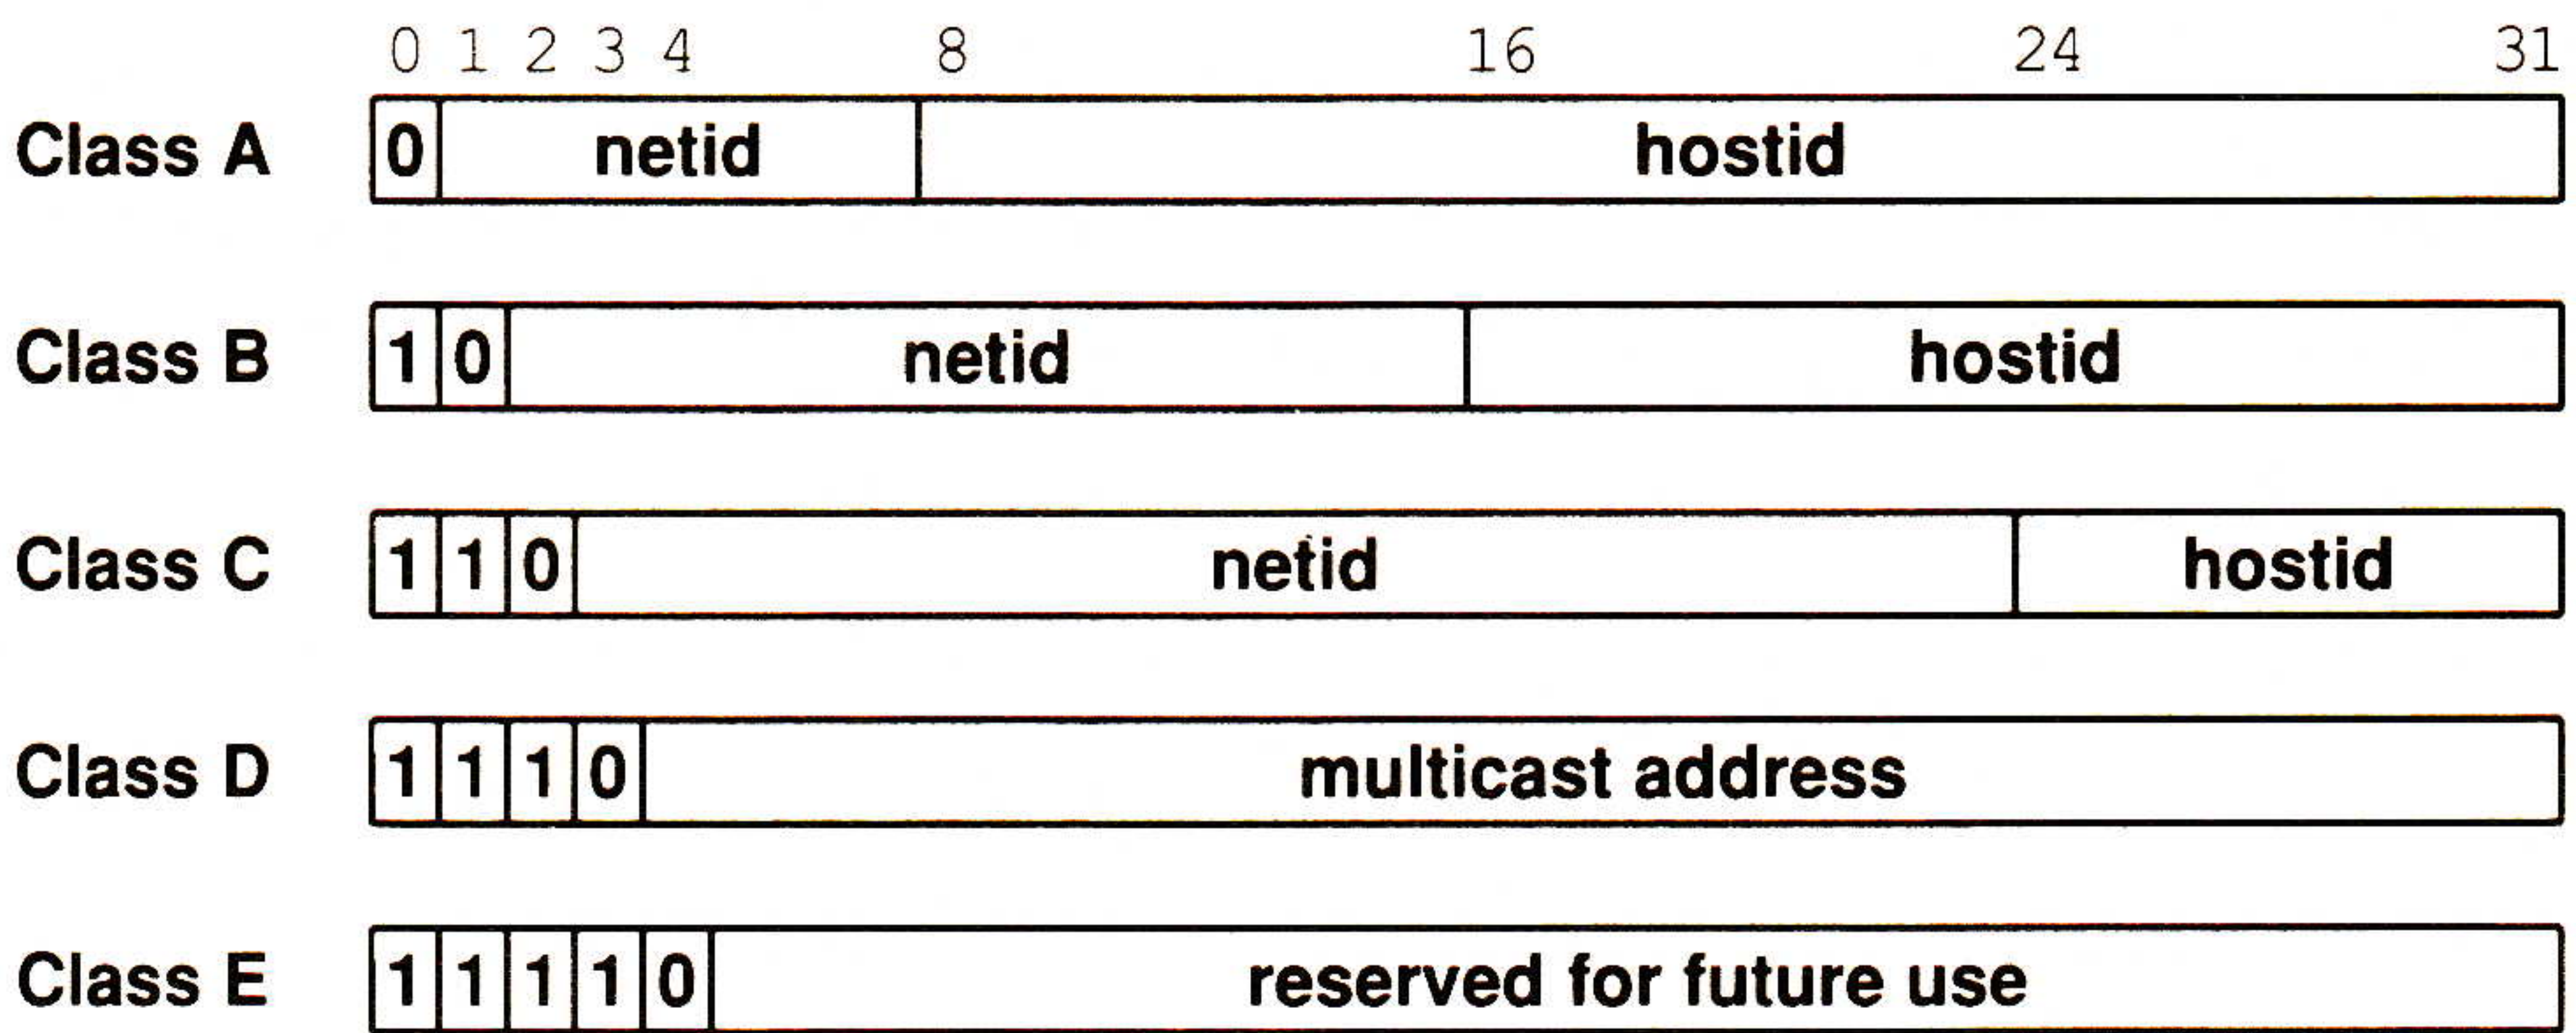 0 1 2 3 4 8 16 24 31
Class A 0 netid hostid
Class B 1 0 netid hostid
Class C 1 1 0 netid hostid
Class D 1 1 1 0 multicast address
Class E 1 1 1 1 0 reserved for future use